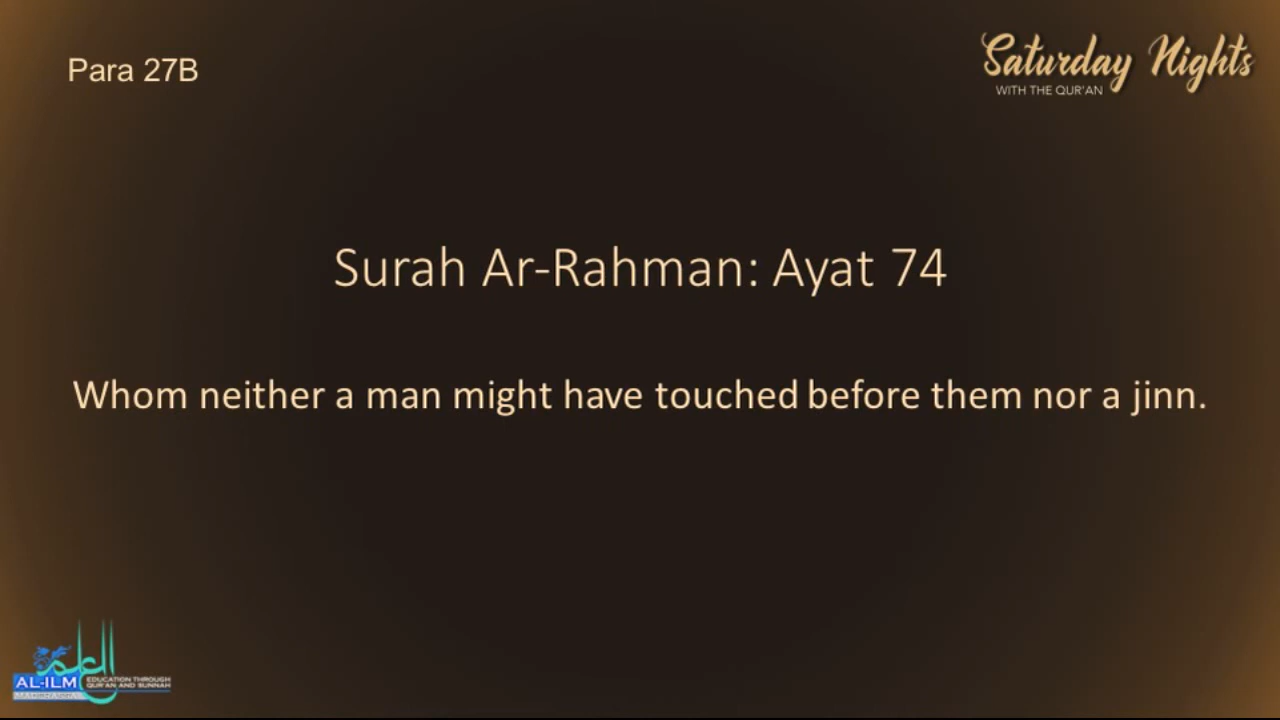 Para 27B
Saturday Nights
WITH THE QUR'AN
Surah Ar-Rahman: Ayat 74
Whom neither a man might have touched before them nor a jinn.
العلم
AL-ILM
EDUCATION THROUGH
QUR'AN AND SUNNAH